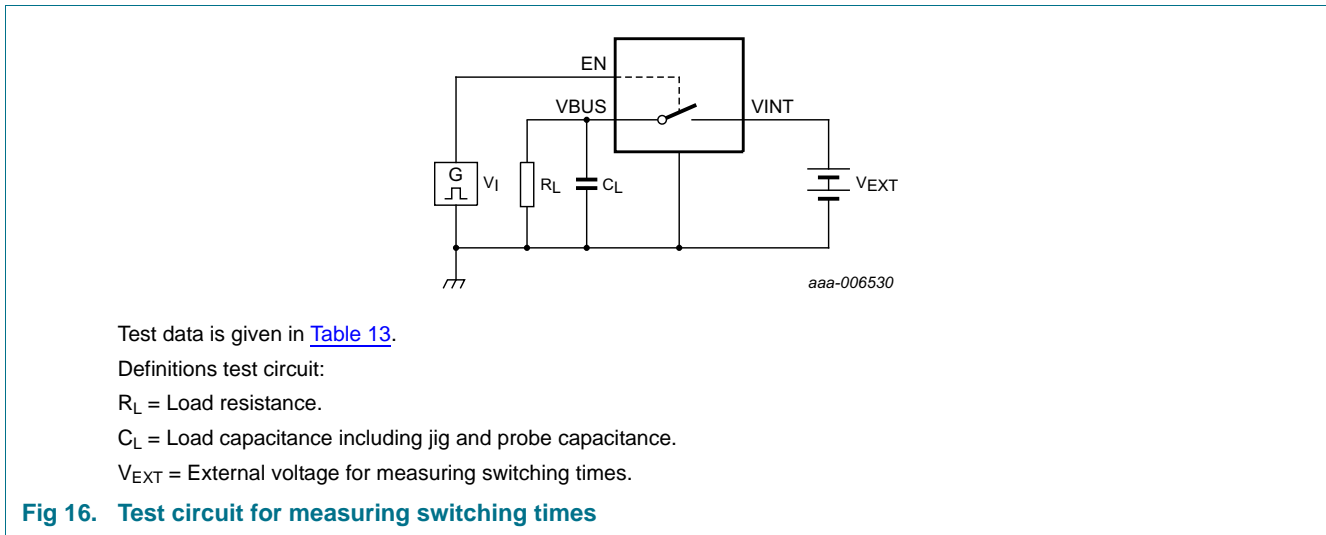 EN
VBUS
VINT
G
VI
RL
CL
VEXT
aaa-006530
Test data is given in Table 13.
Definitions test circuit:
RL = Load resistance.
CL = Load capacitance including jig and probe capacitance.
VEXT = External voltage for measuring switching times.
Fig 16. Test circuit for measuring switching times